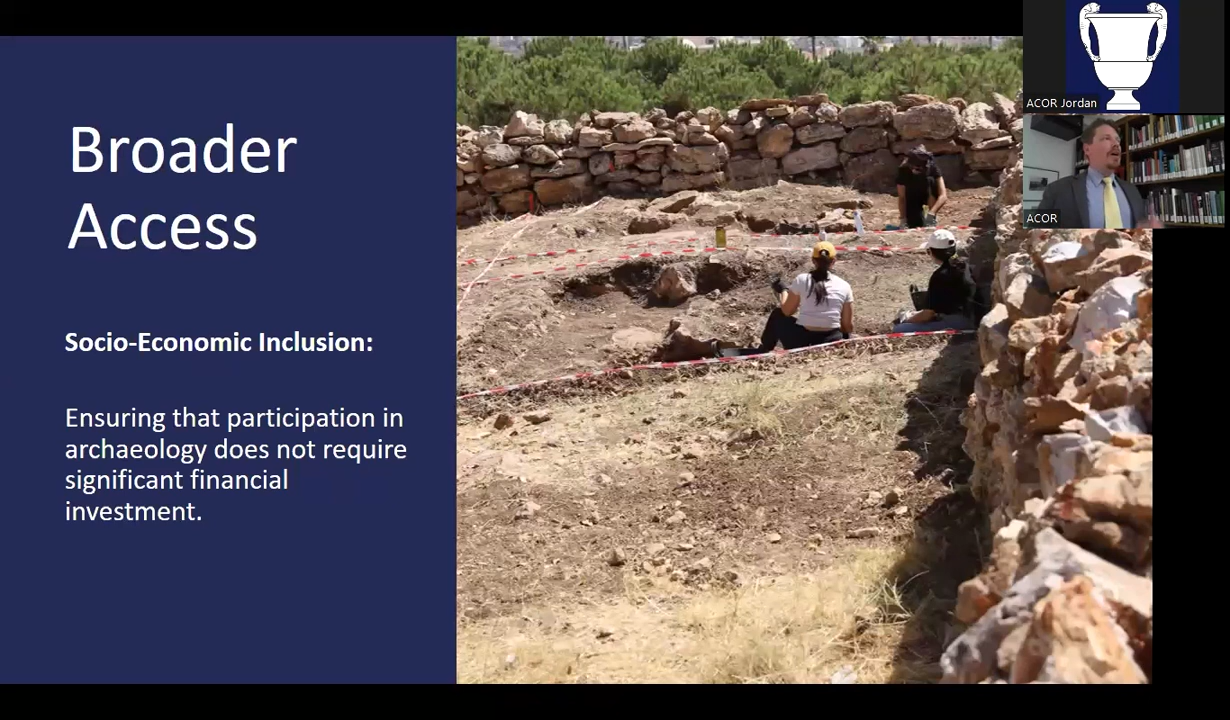 Broader
Access
Socio-Economic Inclusion:
Ensuring that participation in
archaeology does not require
significant financial
investment.
ACOR Jordan
ACOR